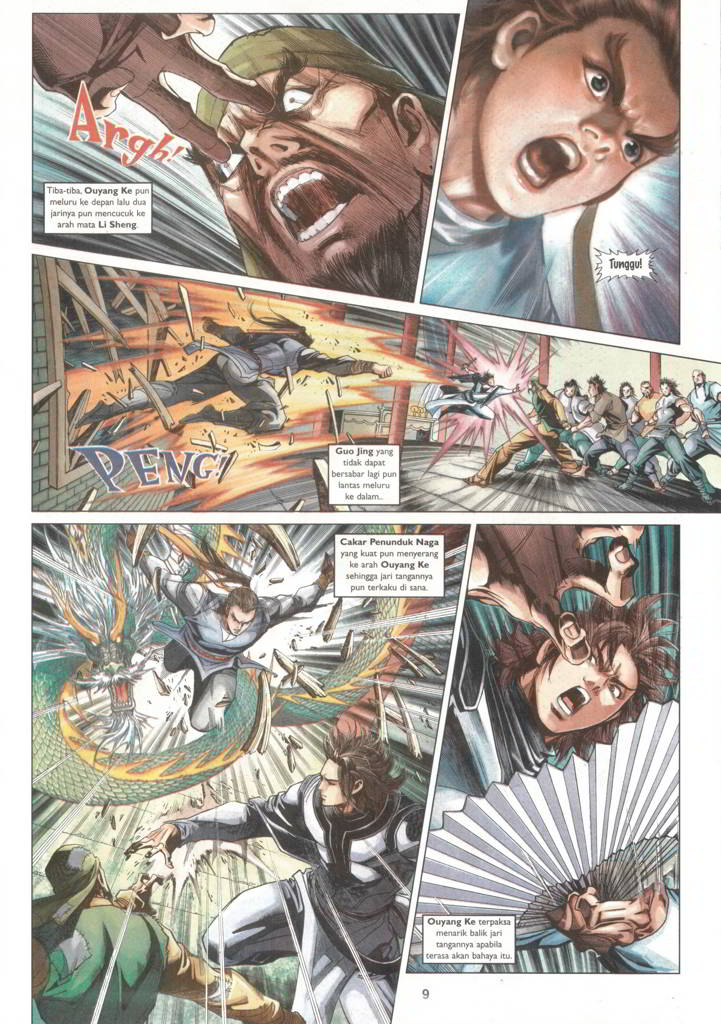 Argh!
Tiba-tiba, Ouyang Ke pun
meluru ke depan lalu dua
jarinya pun mencucuk ke
arah mata Li Sheng.
Tunggu!
PENG!
Guo Jing yang
tidak dapat
bersabar lagi pun
lantas meluru
ke dalam..
Cakar Penunduk Naga
yang kuat pun menyerang
ke arah Ouyang Ke
sehingga jari tangannya
pun terkaku di sana.
Ouyang Ke terpaksa
menarik balik jari
tangannya apabila
terasa akan bahaya itu.
9